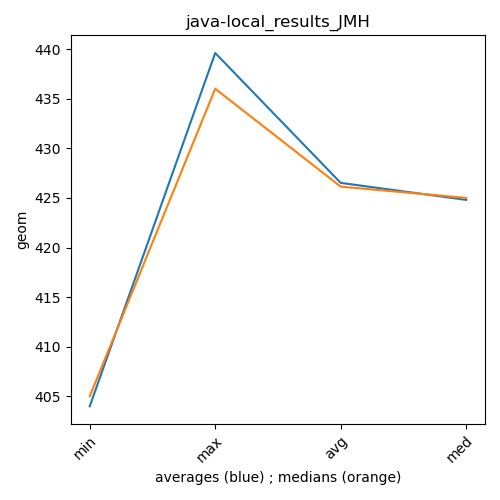 java-local_results_JMH
440
435
430
425
420
415
410
405
geom
min
max
avg
med
averages (blue) ; medians (orange)